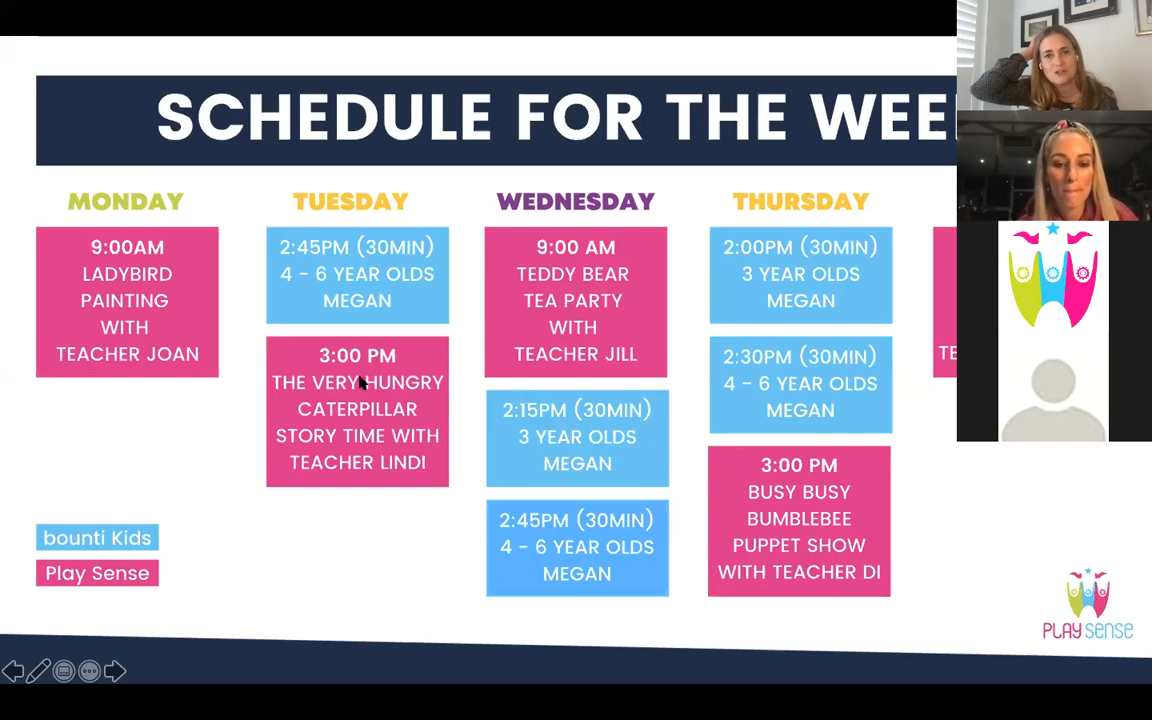 SCHEDULE FOR THE WEE
MONDAY
9:00AM
LADYBIRD
PAINTING
WITH
TEACHER JOAN
TUESDAY
2:45PM (30MIN)
4 - 6 YEAR OLDS
MEGAN
3:00 PM
THE VERY HUNGRY
CATERPILLAR
STORY TIME WITH
TEACHER LINDI
WEDNESDAY
9:00 AM
TEDDY BEAR
TEA PARTY
WITH
TEACHER JILL
2:15PM (30MIN)
3 YEAR OLDS
MEGAN
2:45PM (30MIN)
4 - 6 YEAR OLDS
MEGAN
THURSDAY
2:00PM (30MIN)
3 YEAR OLDS
MEGAN
2:30PM (30MIN)
4 - 6 YEAR OLDS
MEGAN
3:00 PM
BUSY BUSY
BUMBLEBEE
PUPPET SHOW
WITH TEACHER DI
TE
bounti Kids
Play Sense
PLAY SENSE